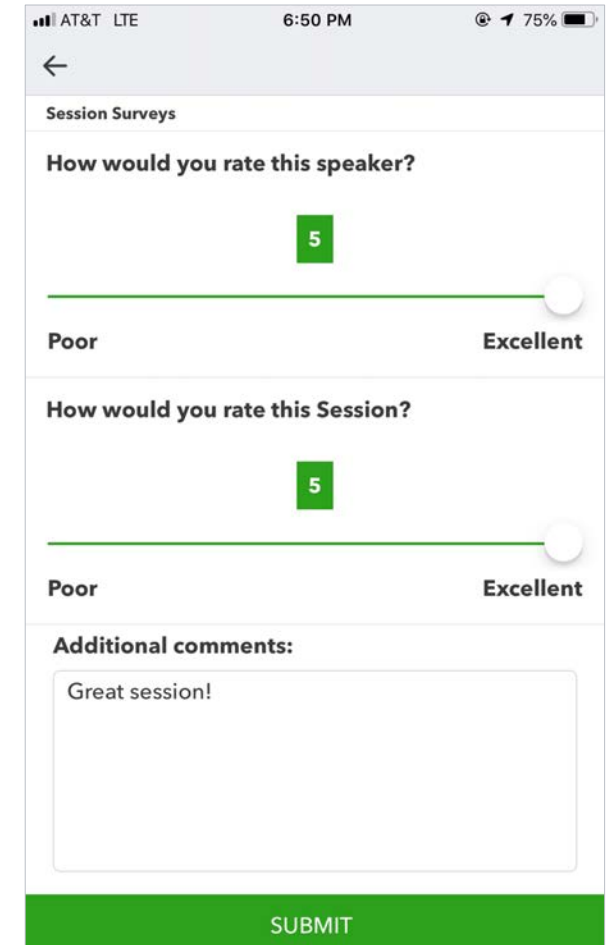 AT&T LTE 6:50 PM 75%
Session Surveys
How would you rate this speaker?
5
Poor Excellent
How would you rate this Session?
5
Poor Excellent
Additional comments:
Great session!
SUBMIT